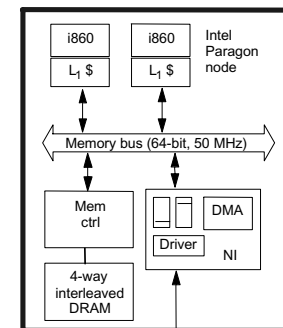 i860
i860
Intel
Paragon
node
L1 $
L1 $
Memory bus (64-bit, 50 MHz)
Mem
ctrl
DMA
Driver
NI
4-way
interleaved
DRAM